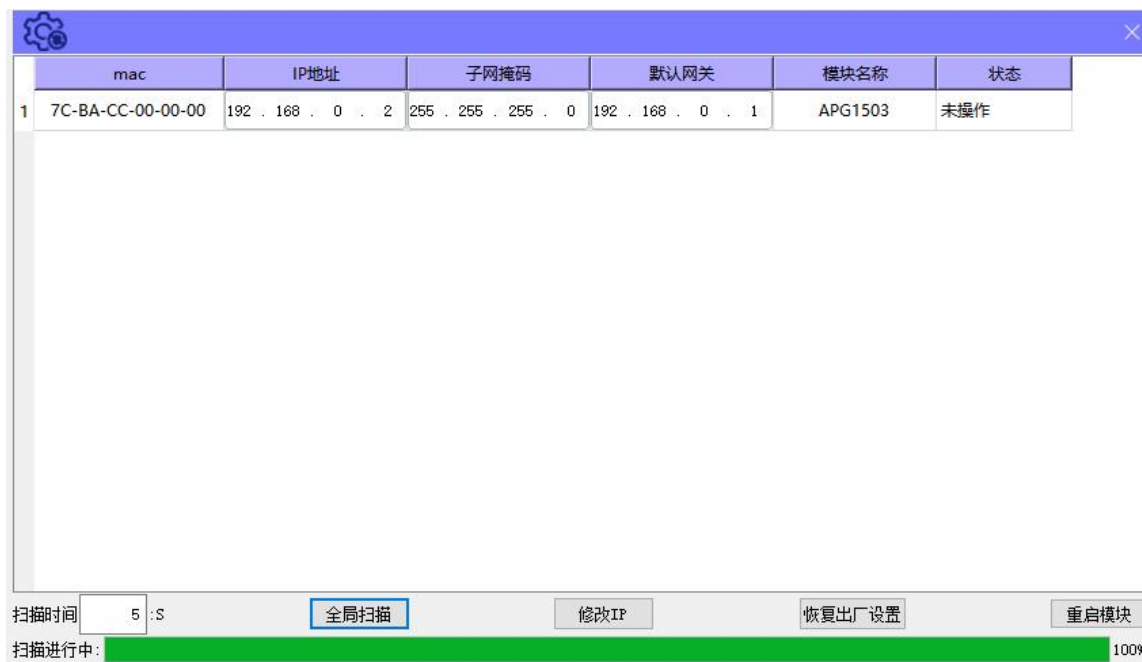 mac IP地址 子网掩码 默认网关 模块名称 状态
1 7C-BA-CC-00-00-00 192 . 168 . 0 . 2 255 . 255 . 255 . 0 192 . 168 . 0 . 1 APG1503 未操作
扫描时间 5 :S 全局扫描 修改IP 恢复出厂设置 重启模块
扫描进行中: 100%